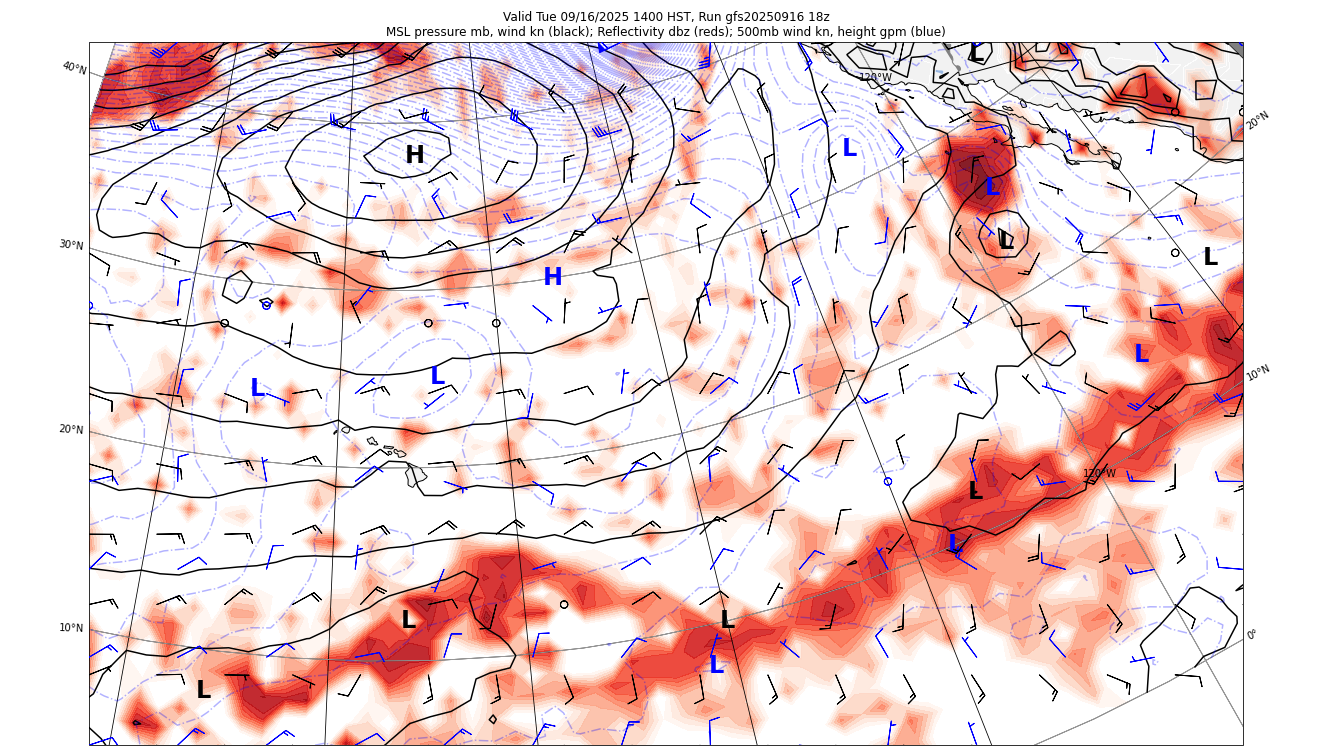 Valid Tue 09/16/2025 1400 HST, Run gfs20250916 18z
MSL pressure mb, wind kn (black); Reflectivity dbz (reds); 500mb wind kn, height gpm (blue)
L
40°N
120°W
20°N
H
L
L
30°N
L
L
H
L
10°N
L
L
20°N
120°W
L
L
10°N
L
L
0°
L
L